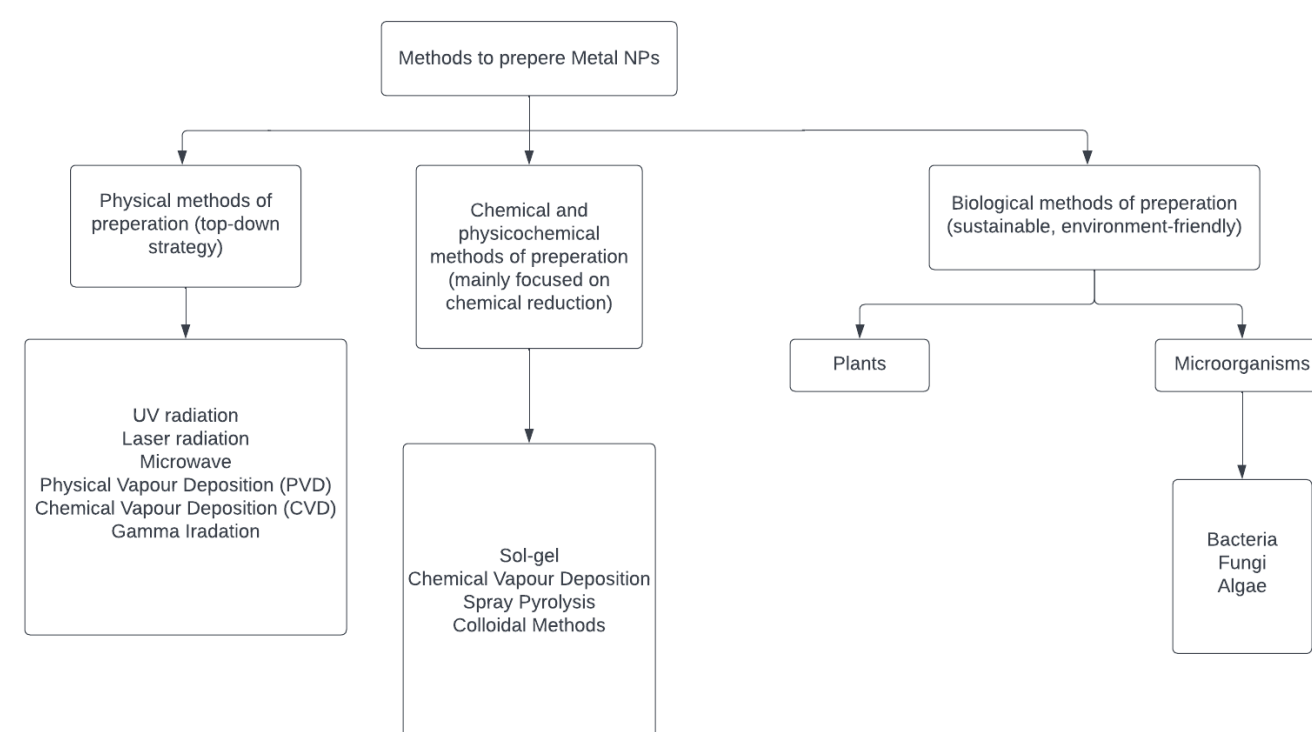 Methods to prepere Metal NPs
Physical methods of
preperation (top-down
strategy)
Chemical and
physicochemical
methods of preperation
(mainly focused on
chemical reduction)
Biological methods of preperation
(sustainable, environment-friendly)
Plants
Microorganisms
UV radiation
Laser radiation
Microwave
Physical Vapour Deposition (PVD)
Chemical Vapour Deposition (CVD)
Gamma Iradation
Sol-gel
Chemical Vapour Deposition
Spray Pyrolysis
Colloidal Methods
Bacteria
Fungi
Algae